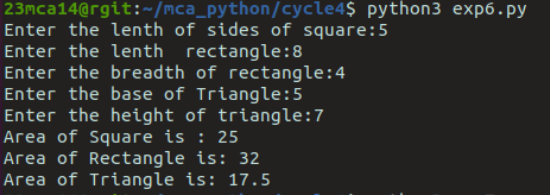 23mca14@rgit:~/mca_python/cycle4$ python3 exp6.py
Enter the lenth of sides of square:5
Enter the lenth  rectangle:8
Enter the breadth of rectangle:4
Enter the base of Triangle:5
Enter the height of triangle:7
Area of Square is : 25
Area of Rectangle is: 32
Area of Triangle is: 17.5